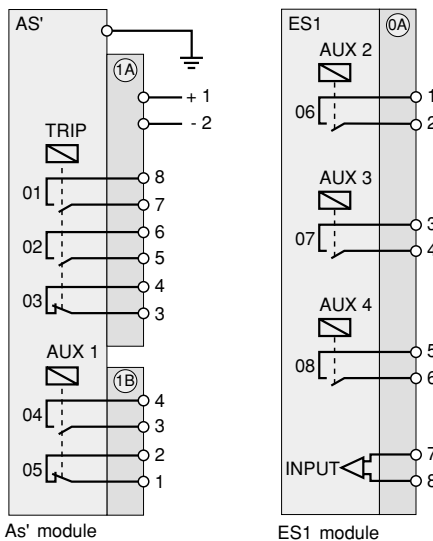 AS'
1A
+ 1
- 2
TRIP
01
8
7
02
6
5
03
4
3
AUX 1
1B
04
4
3
05
2
1
As' module
ES1
0A
AUX 2
06
1
2
AUX 3
07
3
4
AUX 4
08
5
6
INPUT
7
8
ES1 module